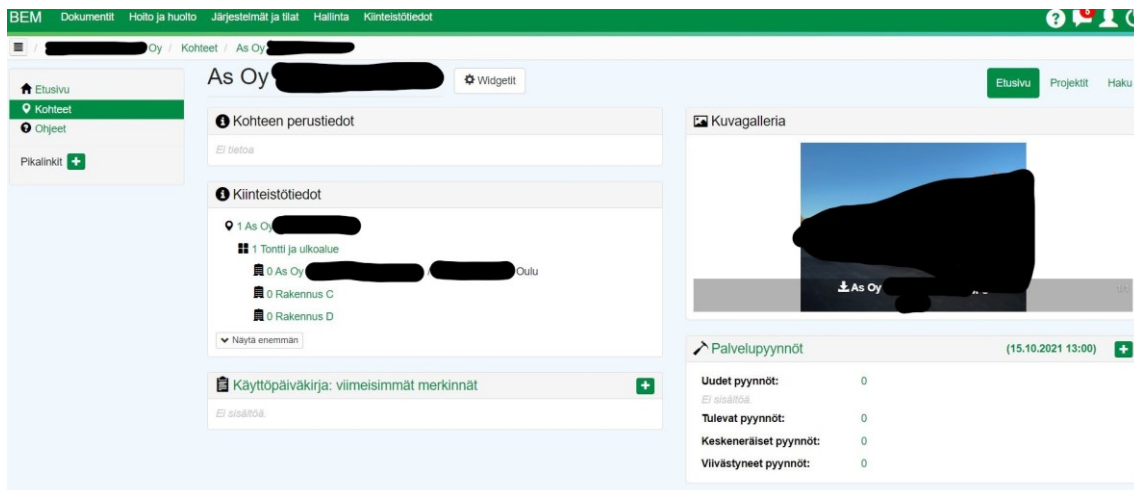 BEM Dokumentit Hoito ja huolto Järjestelmät ja tilat Hallinta Kiinteistötiedot
/ Oy / Kohteet / As Oy
Etusivu
Kohteet
Ohjeet
Pikalinkit
As Oy
Widgetit
Etusivu Projektit Haku
Kohteen perustiedot
Ei tietoa
Kiinteistötiedot
1 As Oy
1 Tontti ja ulkoalue
0 As Oy / Oulu
0 Rakennus C
0 Rakennus D
Näytä enemmän
Käyttöpäiväkirja: viimeisimmät merkinnät
Ei sisältöä.
Kuvagalleria
As Oy
1/1
Palvelupyynnöt (15.10.2021 13:00)
Uudet pyynnöt: 0
Ei sisältöä.
Tulevat pyynnöt: 0
Keskeneräiset pyynnöt: 0
Viivästyneet pyynnöt: 0